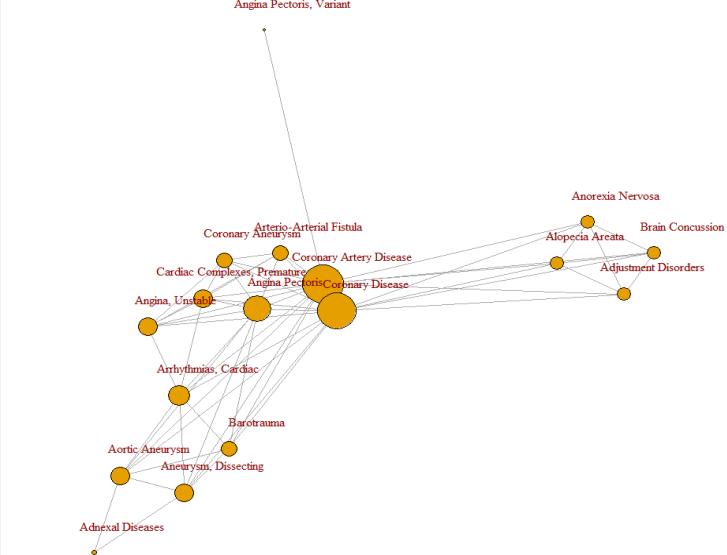 Angina Pectoris, Variant
Anorexia Nervosa
Arterio-Arterial Fistula
Brain Concussion
Coronary Aneurysm
Alopecia Areata
Coronary Artery Disease
Adjustment Disorders
Cardiac Complexes, Premature
Angina Pectoris
Coronary Disease
Angina, Unstable
Arrhythmias, Cardiac
Barotrauma
Aortic Aneurysm
Aneurysm, Dissecting
Adnexal Diseases